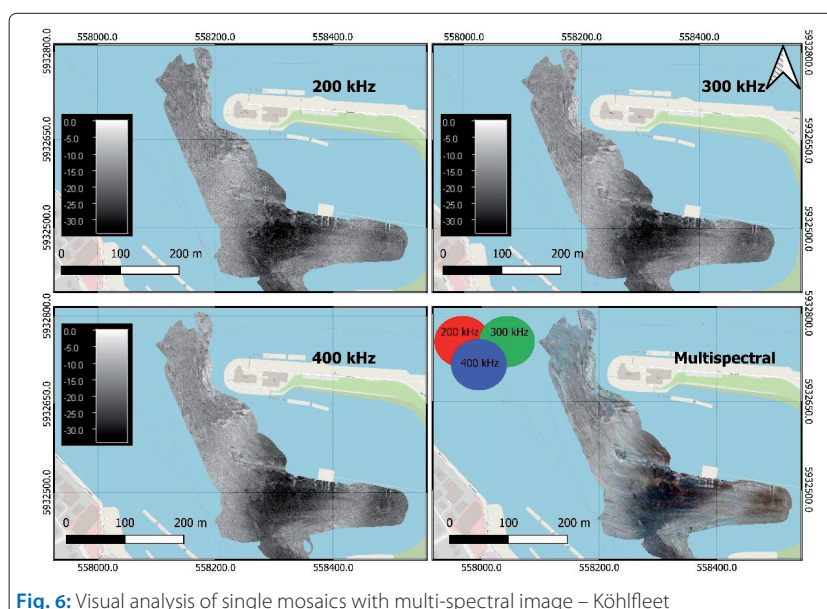 558000.0 558200.0 558400.0 558000.0 558200.0 558400.0
5932800.0
5932650.0
5932500.0
200 kHz
0.0
-5.0
-10.0
-15.0
-20.0
-25.0
-30.0
0 100 200 m
300 kHz
0.0
-5.0
-10.0
-15.0
-20.0
-25.0
-30.0
0 100 200 m
5932800.0
5932650.0
5932500.0
5932800.0
5932650.0
5932500.0
400 kHz
0.0
-5.0
-10.0
-15.0
-20.0
-25.0
-30.0
0 100 200 m
200 kHz
300 kHz
400 kHz
Multispectral
0 100 200 m
5932800.0
5932650.0
5932500.0
558000.0 558200.0 558400.0 558000.0 558200.0 558400.0
Fig. 6: Visual analysis of single mosaics with multi-spectral image – Köhlfleet